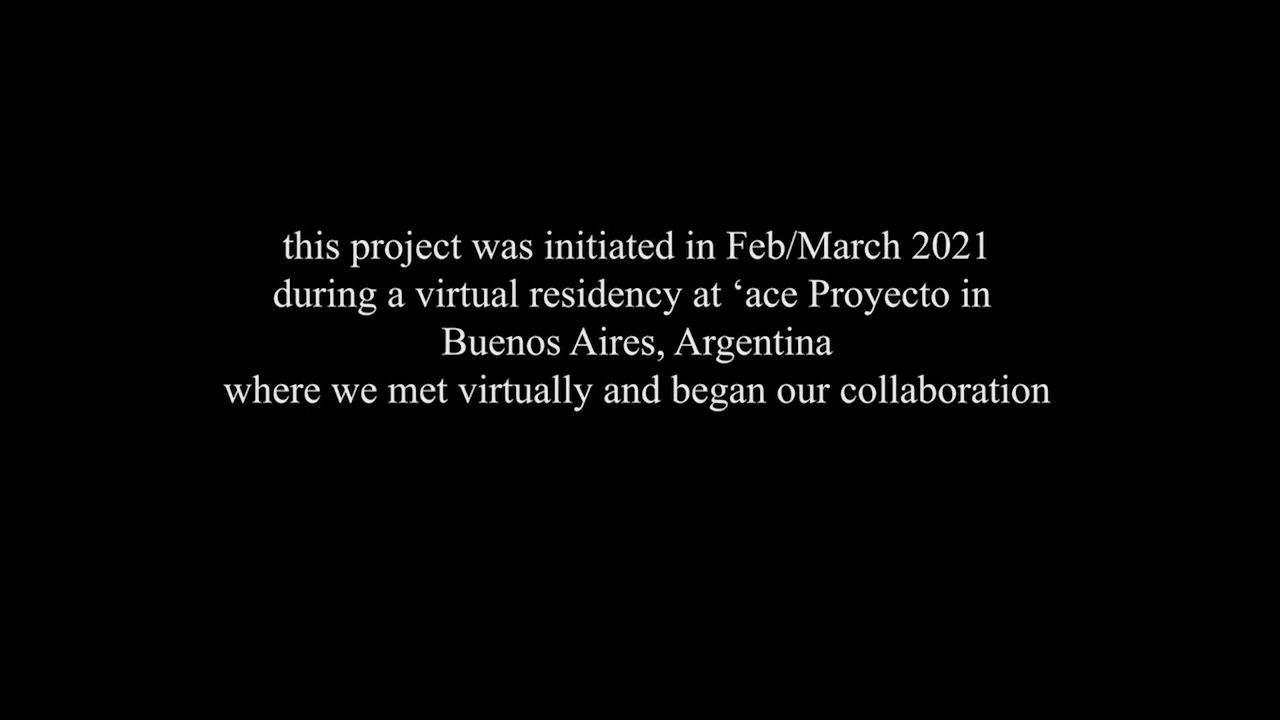 this project was initiated in Feb/March 2021
during a virtual residency at ‘ace Proyecto in
Buenos Aires, Argentina
where we met virtually and began our collaboration